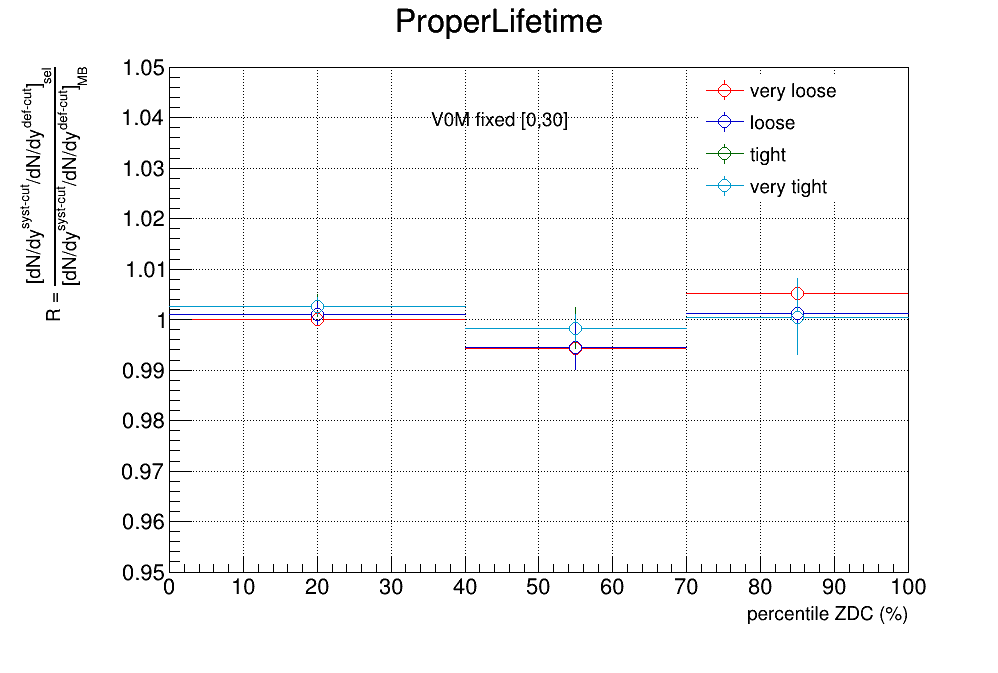 ProperLifetime
R = [dN/dy^syst-cut/dN/dy^def-cut]_sel
[dN/dy^syst-cut/dN/dy^def-cut]_MB
1.05
1.04
1.03
1.02
1.01
1
0.99
0.98
0.97
0.96
0.95
V0M fixed [0,30]
very loose
loose
tight
very tight
0 10 20 30 40 50 60 70 80 90 100
percentile ZDC (%)